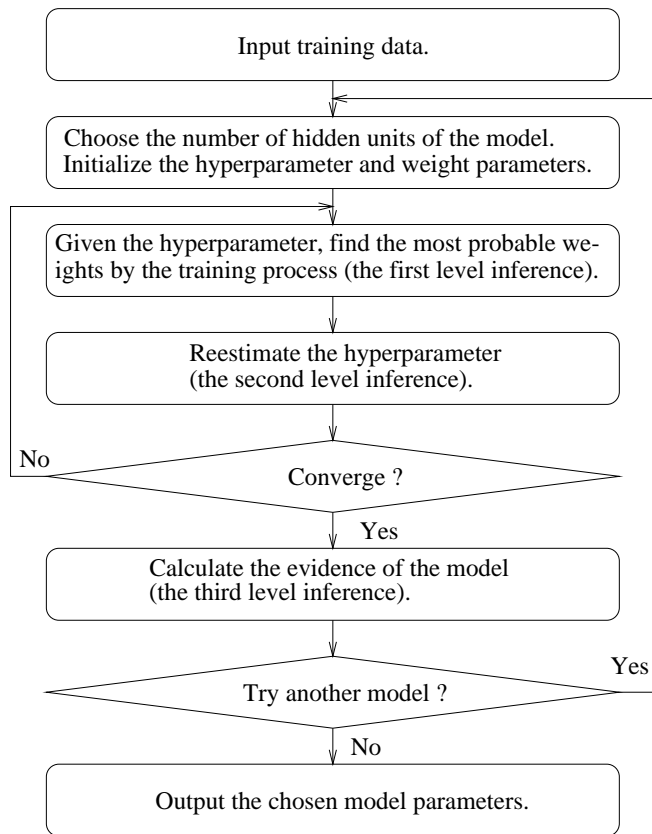 Input training data.
Choose the number of hidden units of the model.
Initialize the hyperparameter and weight parameters.
Given the hyperparameter, find the most probable we-
ights by the training process (the first level inference).
Reestimate the hyperparameter
(the second level inference).
No
Converge ?
Yes
Calculate the evidence of the model
(the third level inference).
Yes
Try another model ?
No
Output the chosen model parameters.